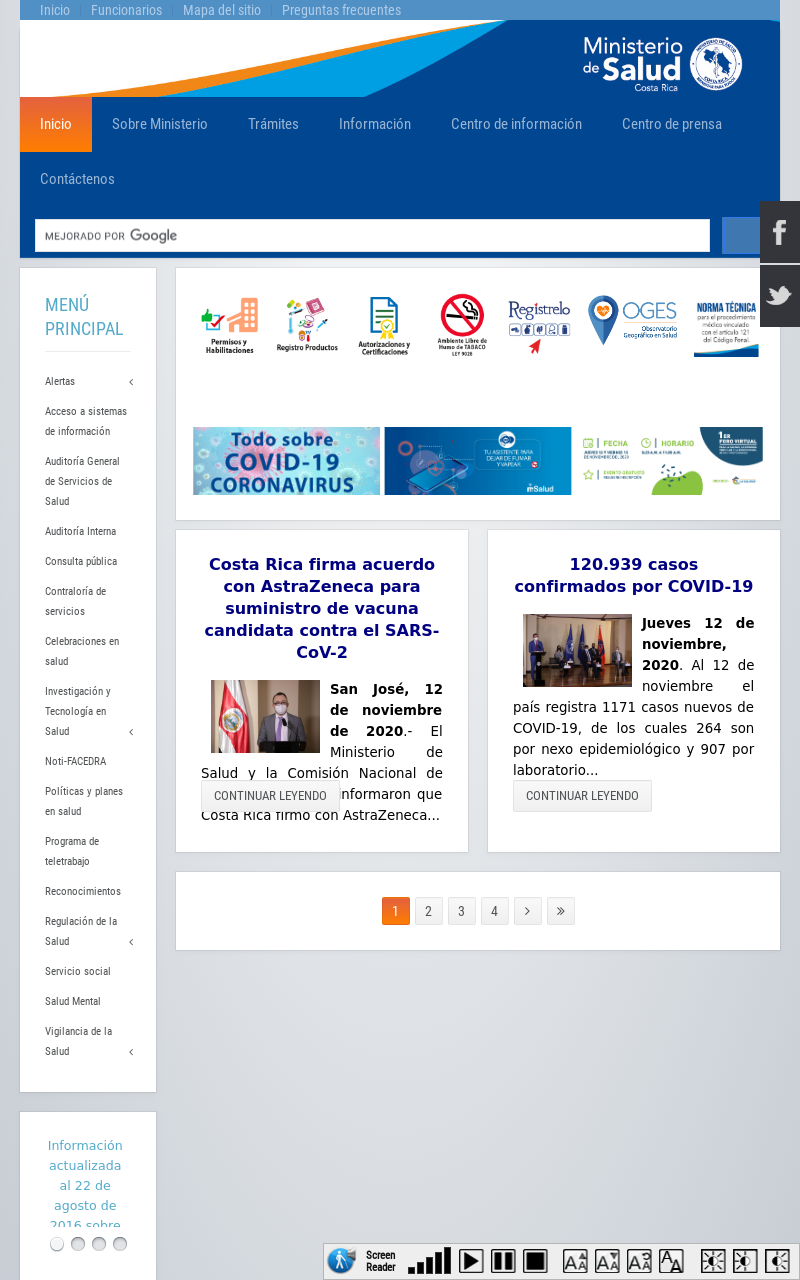 Inicio Funcionarios Mapa del sitio Preguntas frecuentes
Ministerio
de Salud
Costa Rica
Inicio Sobre Ministerio Trámites Información Centro de información Centro de prensa
Contáctenos
MEJORADO POR Google
MENÚ
PRINCIPAL
Alertas
Acceso a sistemas
de información
Auditoría General
de Servicios de
Salud
Auditoría Interna
Consulta pública
Contraloría de
servicios
Celebraciones en
salud
Investigación y
Tecnología en
Salud
Noti-FACEDRA
Políticas y planes
en salud
Programa de
teletrabajo
Reconocimientos
Regulación de la
Salud
Servicio social
Salud Mental
Vigilancia de la
Salud
Información
actualizada
al 22 de
agosto de
2016 sobre
Permisos y
Habilitaciones
Registro Productos
Autorizaciones y
Certificaciones
Ambiente Libre de
Humo de TABACO
LEY 9028
Regístrelo
OGES
Observatorio
Geográfico en Salud
NORMA TÉCNICA
para el procedimiento
médico vinculado
con el artículo 121
del Código Penal.
Todo sobre
COVID-19
CORONAVIRUS
TU ASISTENTE PARA
DEJAR DE FUMAR
Y VAPEAR
mSalud
FECHA
HORARIO
1ER
FORO VIRTUAL
Costa Rica firma acuerdo
con AstraZeneca para
suministro de vacuna
candidata contra el SARS-
CoV-2
San José, 12
de noviembre
de 2020.- El
Ministerio de
Salud y la Comisión Nacional de
informaron que
Costa Rica firmó con AstraZeneca...
CONTINUAR LEYENDO
120.939 casos
confirmados por COVID-19
Jueves 12 de
noviembre,
2020. Al 12 de
noviembre el
país registra 1171 casos nuevos de
COVID-19, de los cuales 264 son
por nexo epidemiológico y 907 por
laboratorio...
CONTINUAR LEYENDO
1 2 3 4 › »
Screen
Reader